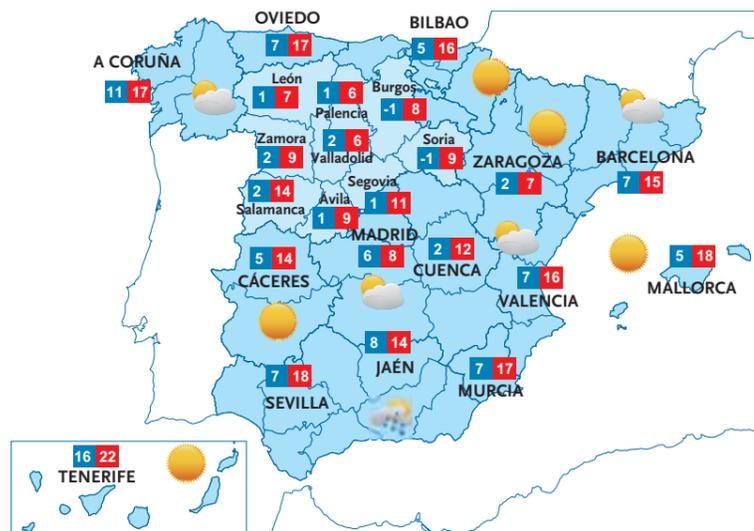 OVIEDO
7 17
BILBAO
5 16
A CORUÑA
11 17
León
1 7
1 6
Palencia
Burgos
-1 8
Zamora
2 9
2 6
Valladolid
Soria
-1 9
ZARAGOZA
2 7
BARCELONA
7 15
2 14
Salamanca
Ávila
1 9
Segovia
1 11
MADRID
6 8
2 12
CUENCA
5 14
CÁCERES
7 16
VALENCIA
5 18
MALLORCA
8 14
JAÉN
7 17
MURCIA
7 18
SEVILLA
16 22
TENERIFE